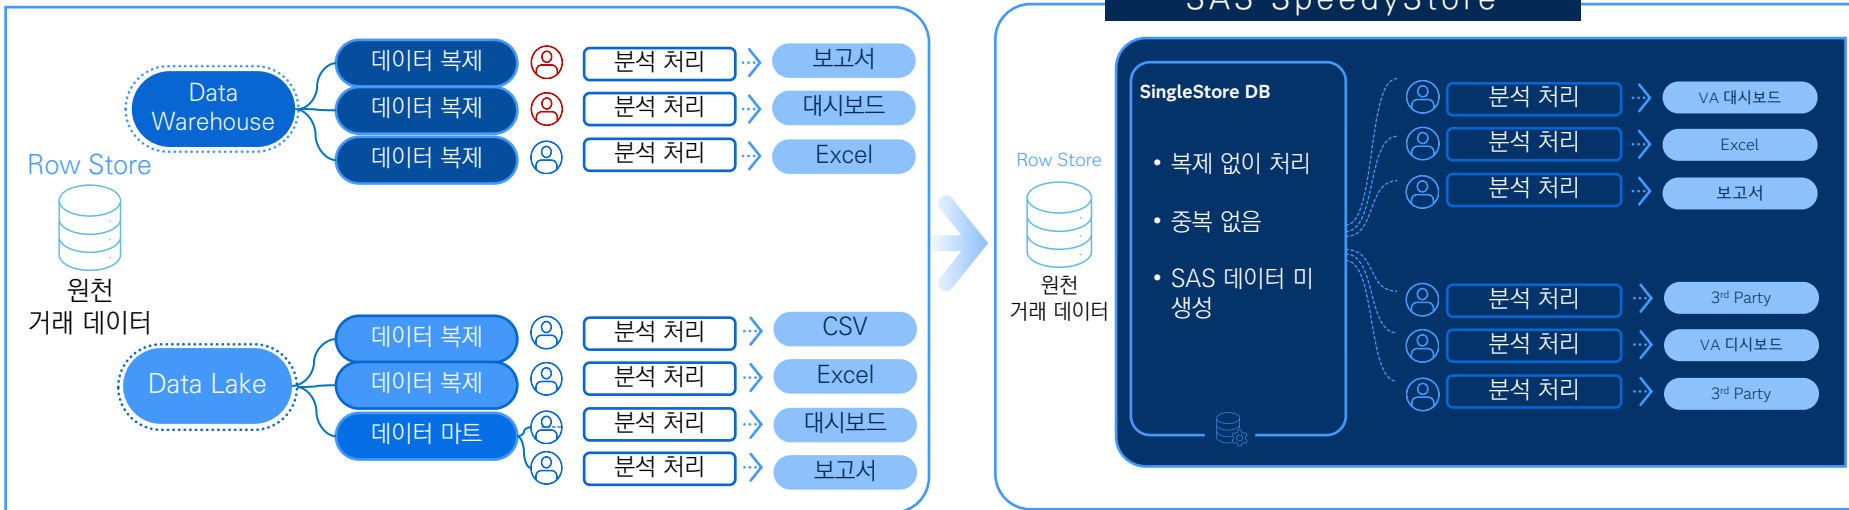 Row Store
원천
거래 데이터
Data
Warehouse
데이터 복제
분석 처리
보고서
데이터 복제
분석 처리
대시보드
데이터 복제
분석 처리
Excel
Data Lake
데이터 복제
분석 처리
CSV
데이터 복제
분석 처리
Excel
데이터 마트
분석 처리
대시보드
분석 처리
보고서
SAS SpeedyStore
Row Store
원천
거래 데이터
SingleStore DB
• 복제 없이 처리
• 중복 없음
• SAS 데이터 미
생성
분석 처리
VA 대시보드
분석 처리
Excel
분석 처리
보고서
분석 처리
3rd Party
분석 처리
VA 디시보드
분석 처리
3rd Party